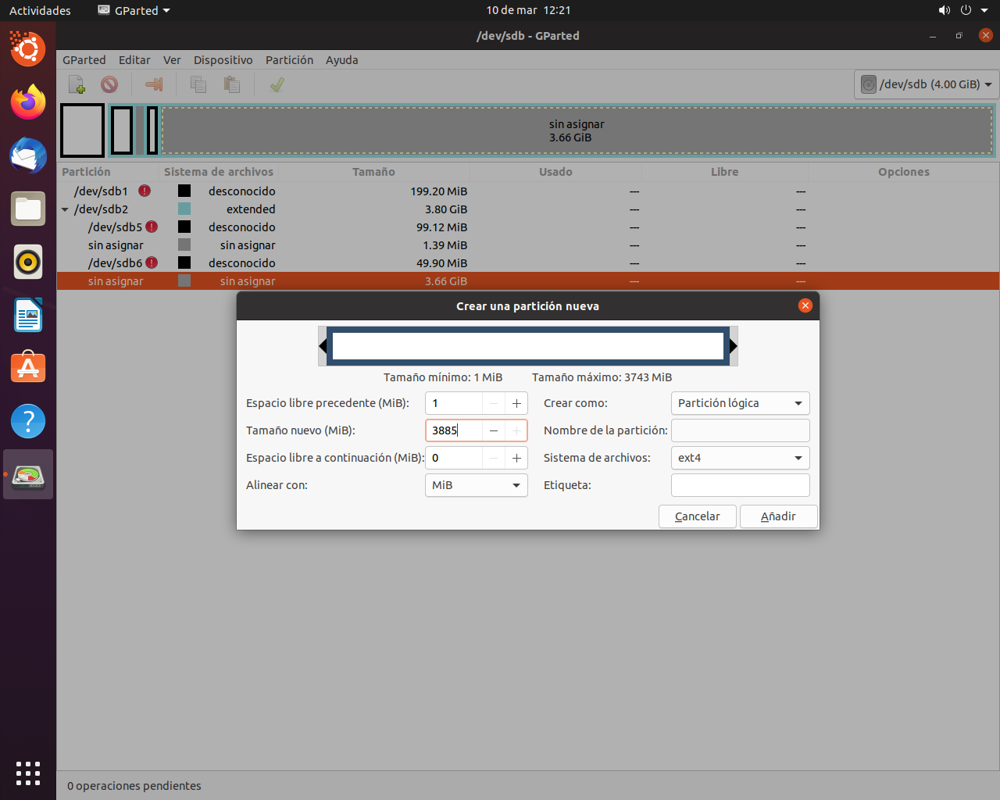 Actividades GParted 10 de mar 12:21
/dev/sdb - GParted
GParted Editar Ver Dispositivo Partición Ayuda
/dev/sdb (4.00 GiB)
sin asignar
3.66 GiB
Partición Sistema de archivos Tamaño Usado Libre Opciones
/dev/sdb1 desconocido 199.20 MiB --- ---
/dev/sdb2 extended 3.80 GiB --- ---
/dev/sdb5 desconocido 99.12 MiB --- ---
sin asignar sin asignar 1.39 MiB --- ---
/dev/sdb6 desconocido 49.90 MiB --- ---
sin asignar sin asignar 3.66 GiB --- ---
Crear una partición nueva
Tamaño mínimo: 1 MiB Tamaño máximo: 3743 MiB
Espacio libre precedente (MiB): 1 Crear como: Partición lógica
Tamaño nuevo (MiB): 3885 Nombre de la partición:
Espacio libre a continuación (MiB): 0 Sistema de archivos: ext4
Alinear con: MiB Etiqueta:
Cancelar Añadir
0 operaciones pendientes